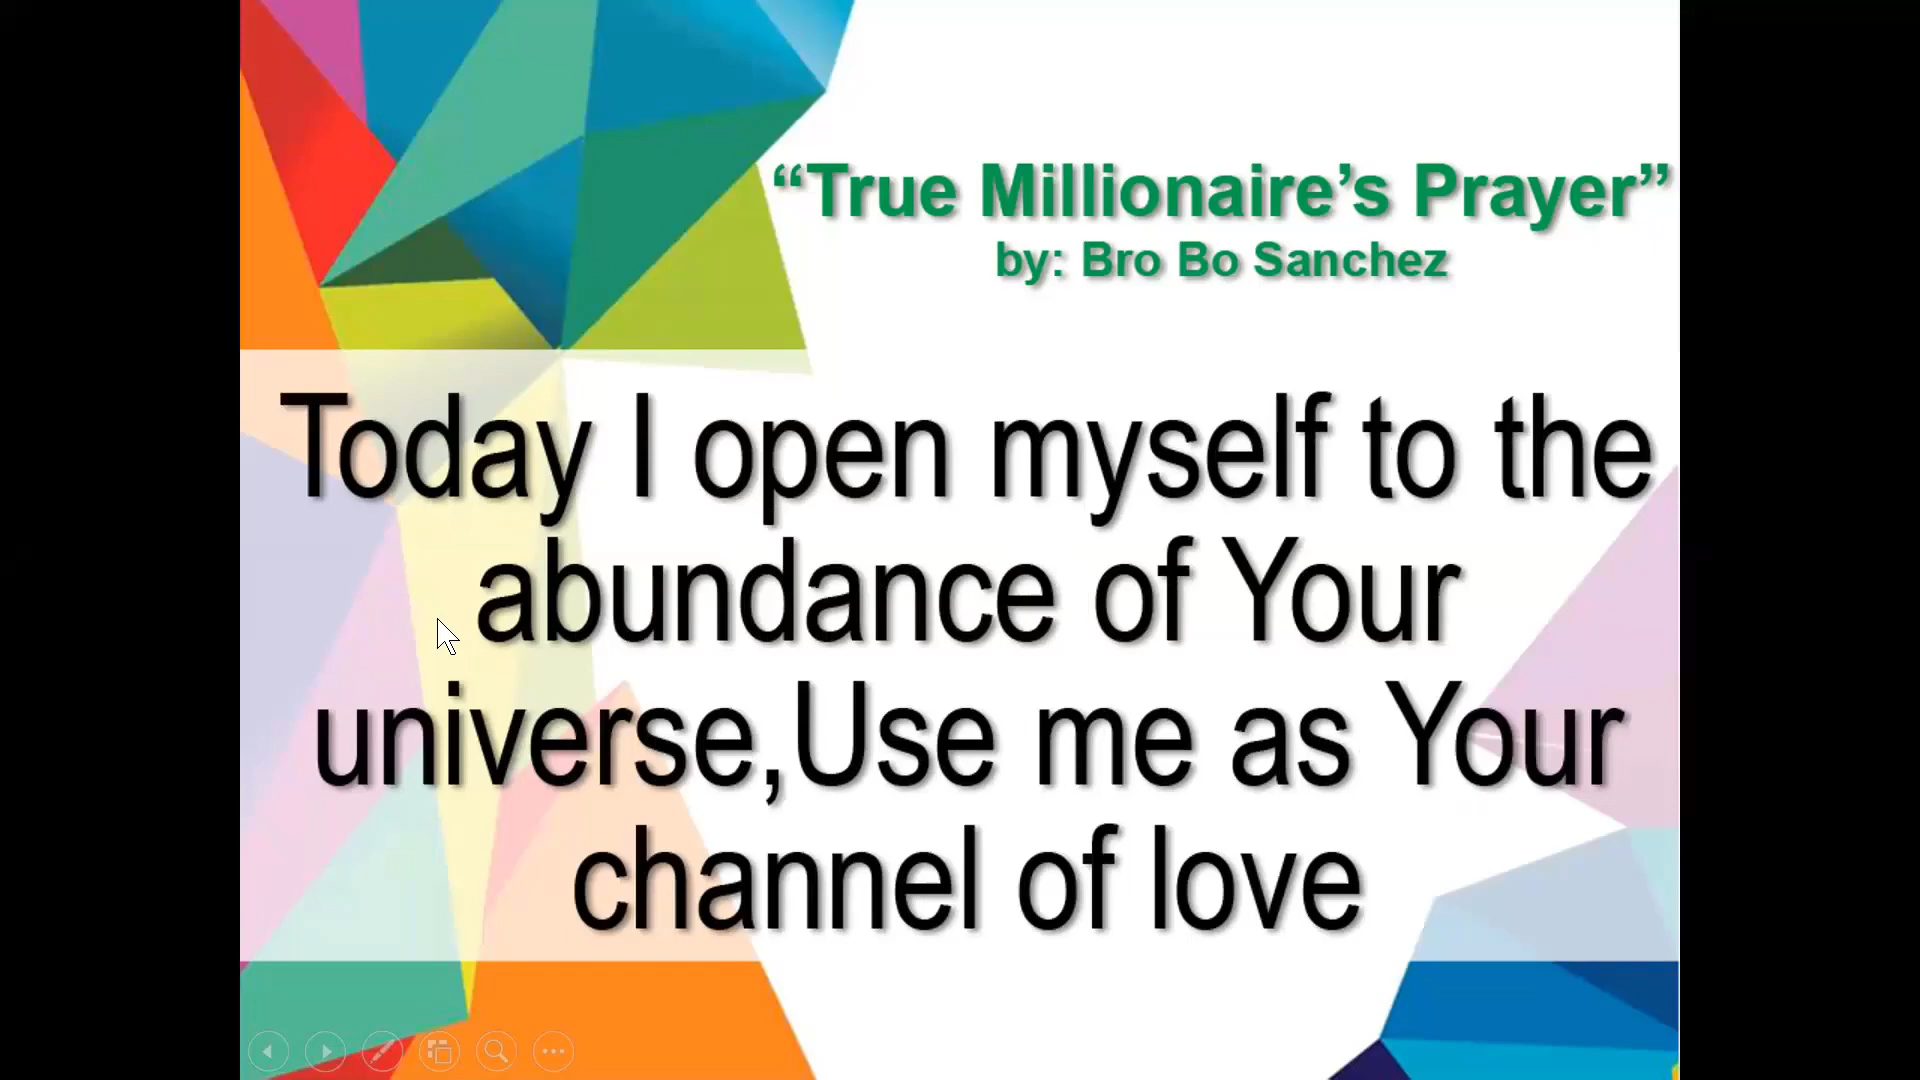 “True Millionaire’s Prayer”
by: Bro Bo Sanchez
Today I open myself to the
abundance of Your
universe,Use me as Your
channel of love